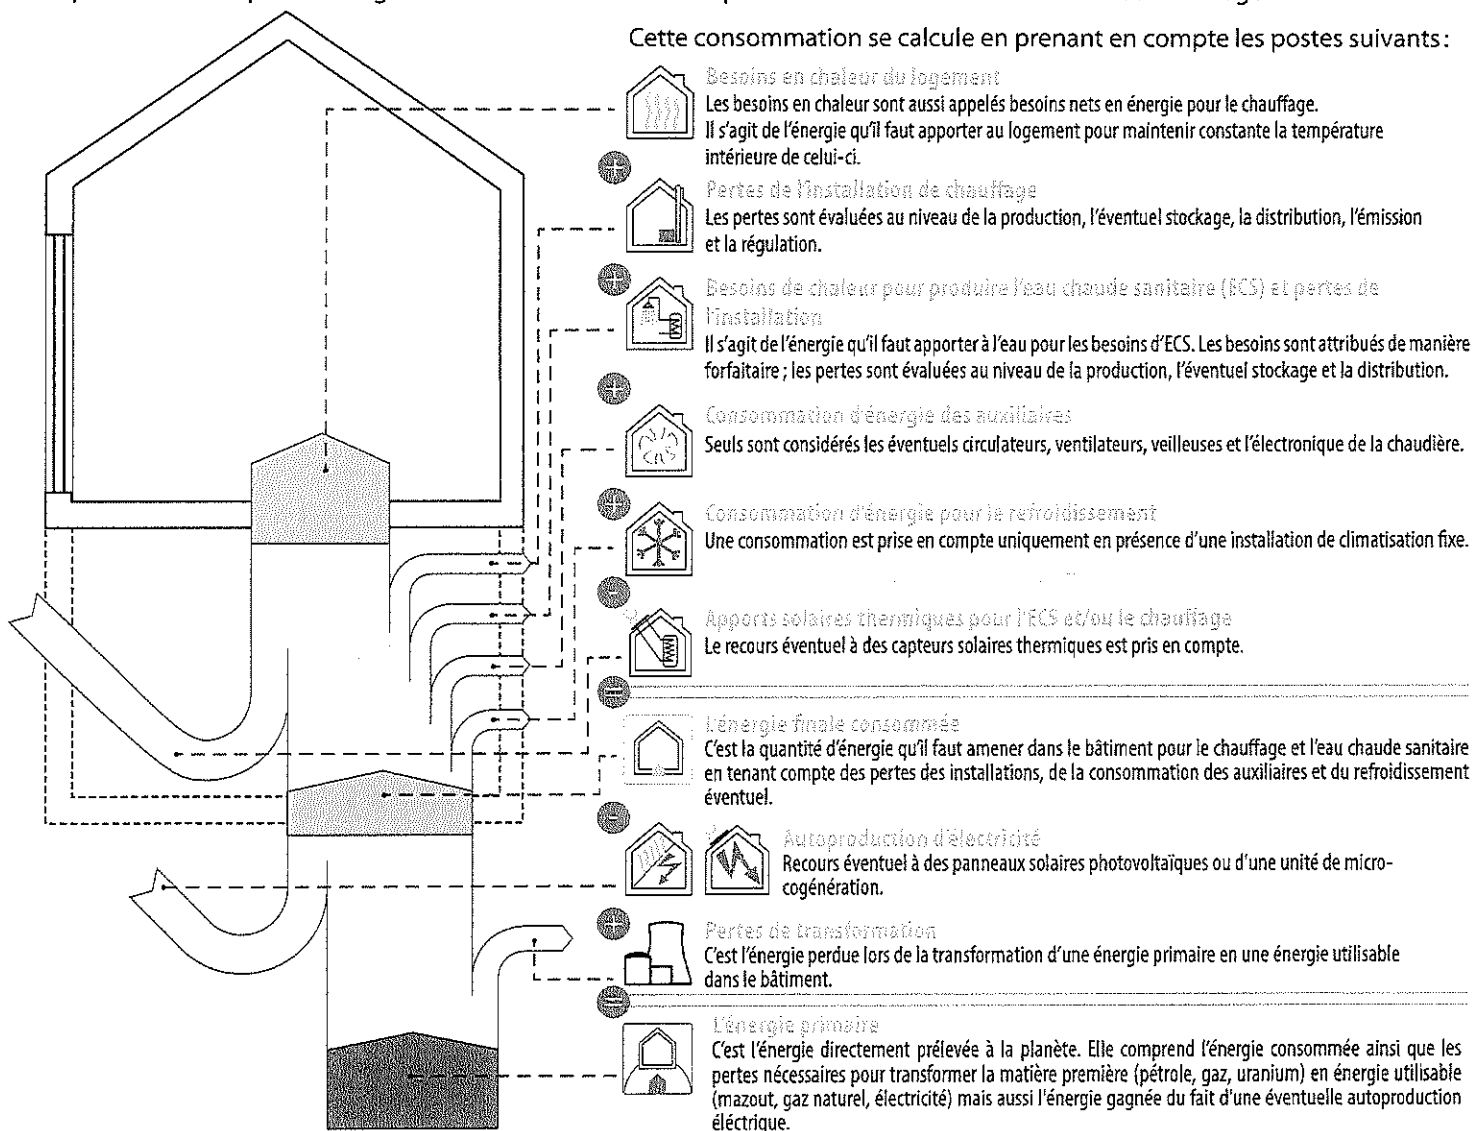 Cette consommation se calcule en prenant en compte les postes suivants:
Besoins en chaleur du logement
Les besoins en chaleur sont aussi appelés besoins nets en énergie pour le chauffage.
Il s'agit de l'énergie qu'il faut apporter au logement pour maintenir constante la température
intérieure de celui-ci.
+
Pertes de l'installation de chauffage
Les pertes sont évaluées au niveau de la production, l'éventuel stockage, la distribution, l'émission
et la régulation.
+
Besoins de chaleur pour produire l'eau chaude sanitaire (ECS) et pertes de
l'installation
Il s'agit de l'énergie qu'il faut apporter à l'eau pour les besoins d'ECS. Les besoins sont attribués de manière
forfaitaire ; les pertes sont évaluées au niveau de la production, l'éventuel stockage et la distribution.
+
Consommation d'énergie des auxiliaires
Seuls sont considérés les éventuels circulateurs, ventilateurs, veilleuses et l'électronique de la chaudière.
+
Consommation d'énergie pour le refroidissement
Une consommation est prise en compte uniquement en présence d'une installation de climatisation fixe.
-
Apports solaires thermiques pour l'ECS et/ou le chauffage
Le recours éventuel à des capteurs solaires thermiques est pris en compte.
=
L'énergie finale consommée
C'est la quantité d'énergie qu'il faut amener dans le bâtiment pour le chauffage et l'eau chaude sanitaire
en tenant compte des pertes des installations, de la consommation des auxiliaires et du refroidissement
éventuel.
-
Autoproduction d'électricité
Recours éventuel à des panneaux solaires photovoltaïques ou d'une unité de micro-
cogénération.
+
Pertes de transformation
C'est l'énergie perdue lors de la transformation d'une énergie primaire en une énergie utilisable
dans le bâtiment.
=
L'énergie primaire
C'est l'énergie directement prélevée à la planète. Elle comprend l'énergie consommée ainsi que les
pertes nécessaires pour transformer la matière première (pétrole, gaz, uranium) en énergie utilisable
(mazout, gaz naturel, électricité) mais aussi l'énergie gagnée du fait d'une éventuelle autoproduction
éléctrique.